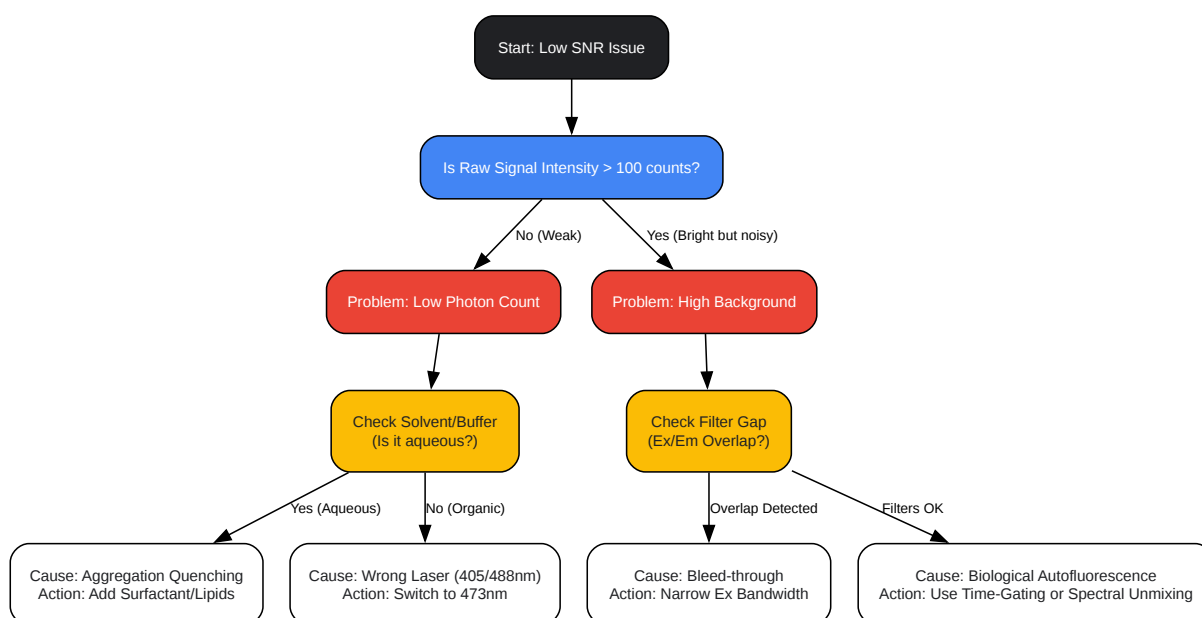 Start: Low SNR Issue
Is Raw Signal Intensity > 100 counts?
No (Weak)
Yes (Bright but noisy)
Problem: Low Photon Count
Problem: High Background
Check Solvent/Buffer
(Is it aqueous?)
Check Filter Gap
(Ex/Em Overlap?)
Yes (Aqueous)
No (Organic)
Overlap Detected
Filters OK
Cause: Aggregation Quenching
Action: Add Surfactant/Lipids
Cause: Wrong Laser (405/488nm)
Action: Switch to 473nm
Cause: Bleed-through
Action: Narrow Ex Bandwidth
Cause: Biological Autofluorescence
Action: Use Time-Gating or Spectral Unmixing